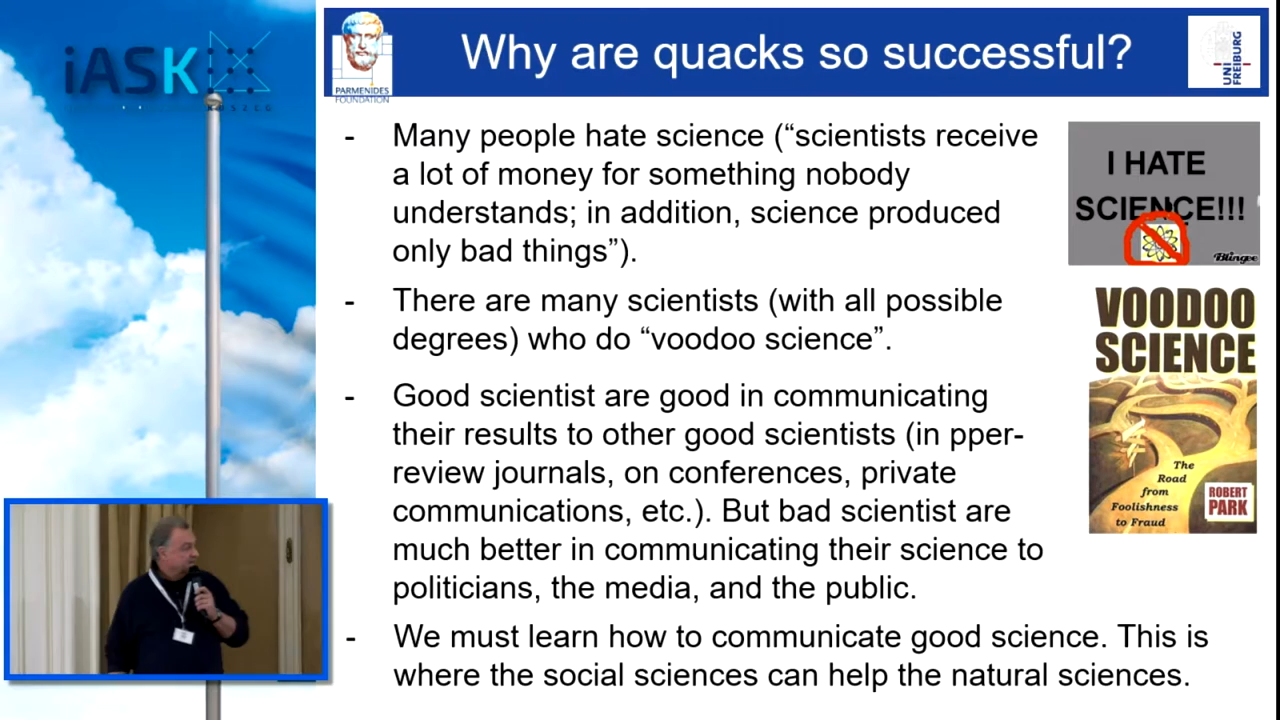 iASK
KŐSZEG
PARMENIDES
FOUNDATION
Why are quacks so successful?
UNI
FREIBURG
- Many people hate science (“scientists receive
a lot of money for something nobody
understands; in addition, science produced
only bad things”).
- There are many scientists (with all possible
degrees) who do “voodoo science”.
- Good scientist are good in communicating
their results to other good scientists (in pper-
review journals, on conferences, private
communications, etc.). But bad scientist are
much better in communicating their science to
politicians, the media, and the public.
- We must learn how to communicate good science. This is
where the social sciences can help the natural sciences.
I HATE
SCIENCE!!!
Blingee
VOODOO
SCIENCE
The
Road
from
Foolishness
to Fraud
ROBERT
PARK